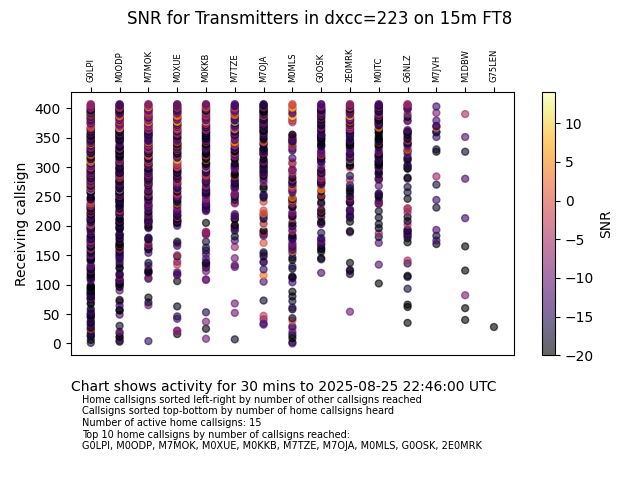 SNR for Transmitters in dxcc=223 on 15m FT8
G0LPI M0ODP M7MOK M0XUE M0KKB M7TZE M7OJA M0MLS G0OSK 2E0MRK M0ITC G6NLZ M7JVH M1DBW G75LEN
400
350
300
250
200
150
100
50
0
Receiving callsign
10
5
0
−5
−10
−15
−20
SNR
Chart shows activity for 30 mins to 2025-08-25 22:46:00 UTC
Home callsigns sorted left-right by number of other callsigns reached
Callsigns sorted top-bottom by number of home callsigns heard
Number of active home callsigns: 15
Top 10 home callsigns by number of callsigns reached:
G0LPI, M0ODP, M7MOK, M0XUE, M0KKB, M7TZE, M7OJA, M0MLS, G0OSK, 2E0MRK